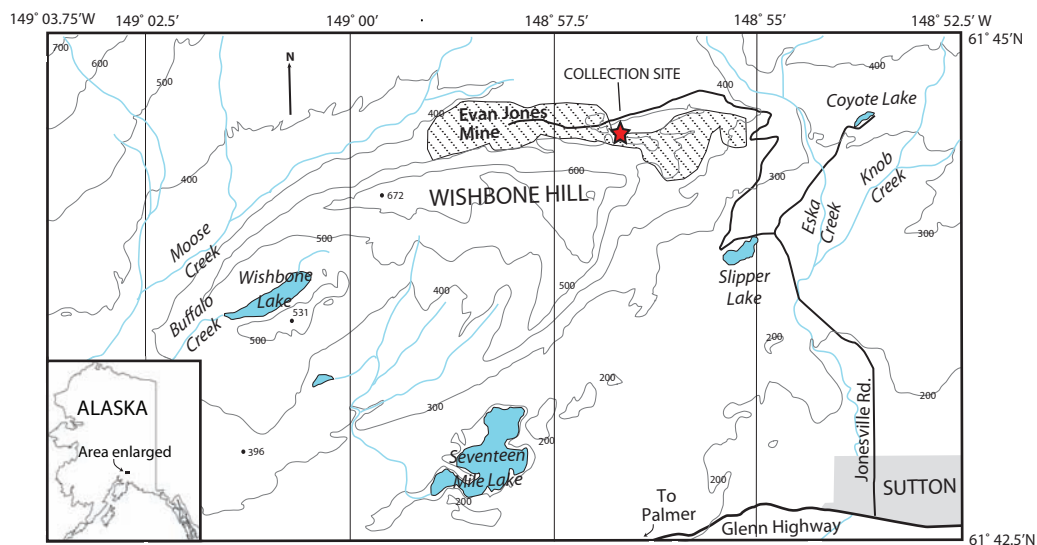 149° 03.75'W 149° 02.5' 149° 00' 148° 57.5' 148° 55' 148° 52.5' W
61° 45'N
700
600
500
N
COLLECTION SITE
400
400
Coyote Lake
400
Evan Jones
Mine
Knob
Creek
400
600
300
672
WISHBONE HILL
Eska
Creek
Moose
Creek
300
500
Wishbone
Lake
Slipper
Lake
Buffalo
Creek
400
500
531
500
200
ALASKA
Area enlarged
200
300
200
Jonesville Rd.
396
200
Seventeen
Mile Lake
200
200
SUTTON
To
Palmer
Glenn Highway
61° 42.5'N